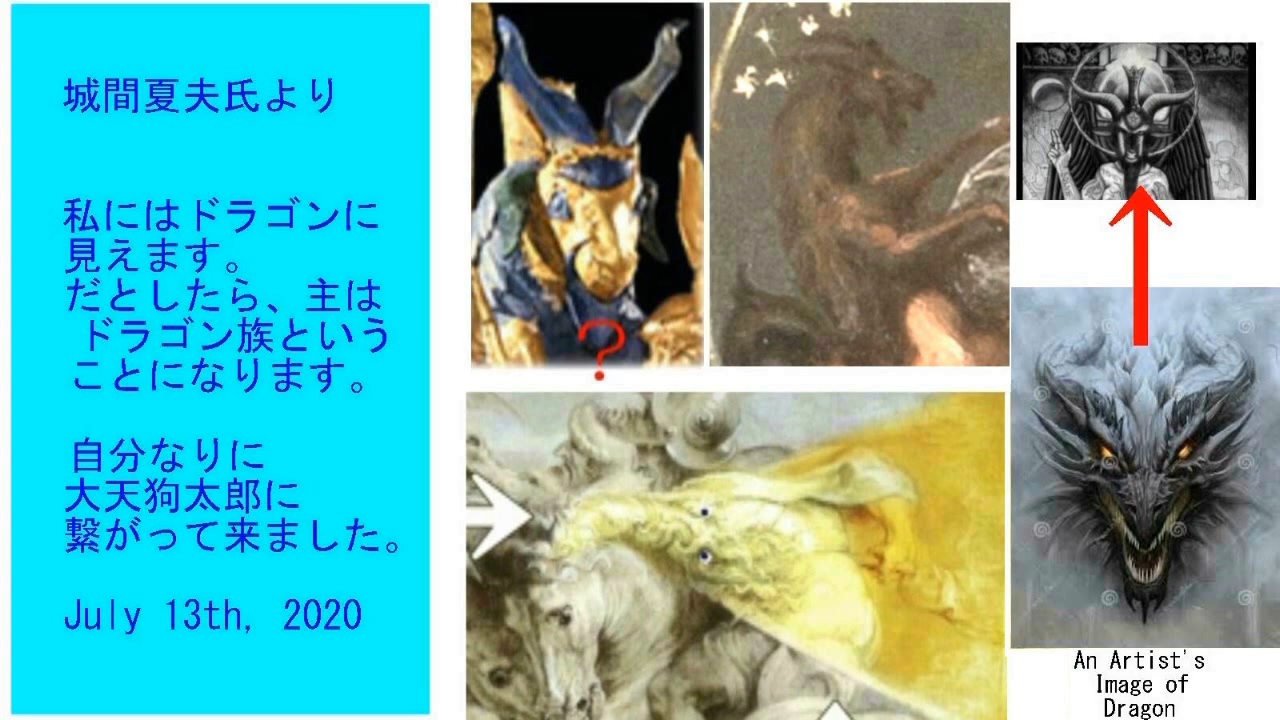 城間夏夫氏より
私にはドラゴンに
見えます。
だとしたら、主は
ドラゴン族という
ことになります。
自分なりに
大天狗太郎に
繋がって来ました。
July 13th, 2020
?
An Artist's
Image of
Dragon